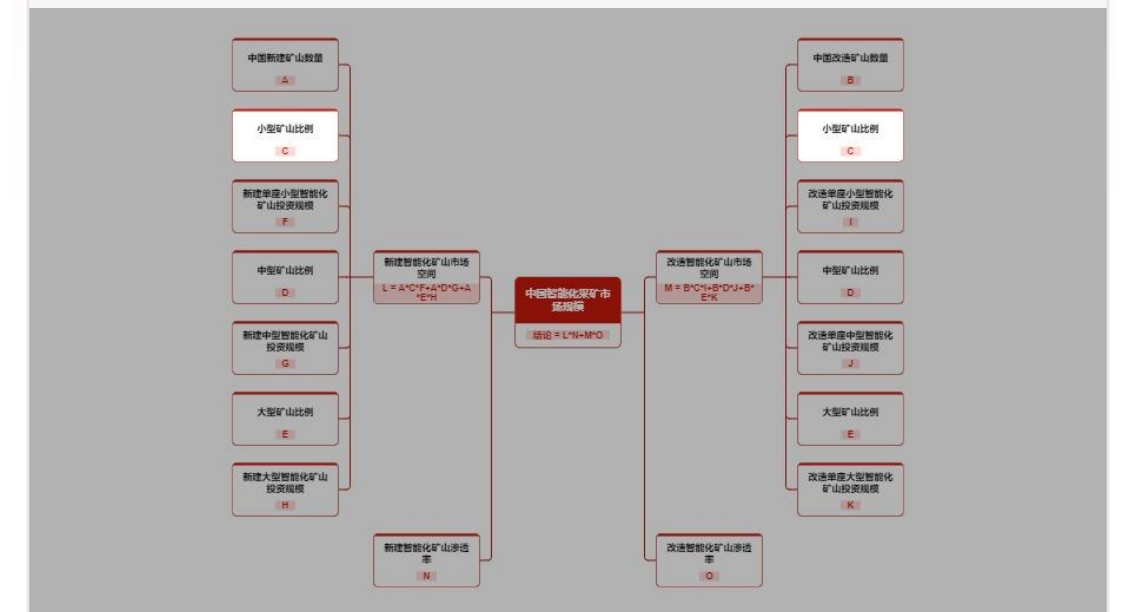 中国新建矿山数量
A
小型矿山比例
C
新建单座小型智能化
矿山投资规模
F
中型矿山比例
D
新建中型智能化矿山
投资规模
G
大型矿山比例
E
新建大型智能化矿山
投资规模
H
新建智能化矿山市场
空间
L = A*C*F+A*D*G+A
*E*H
新建智能化矿山渗透
率
N
中国智能化采矿市
场规模
结论 = L*N+M*O
改造智能化矿山市场
空间
M = B*C*I+B*D*J+B*
E*K
改造智能化矿山渗透
率
O
中国改造矿山数量
B
小型矿山比例
C
改造单座小型智能化
矿山投资规模
I
中型矿山比例
D
改造单座中型智能化
矿山投资规模
J
大型矿山比例
E
改造单座大型智能化
矿山投资规模
K